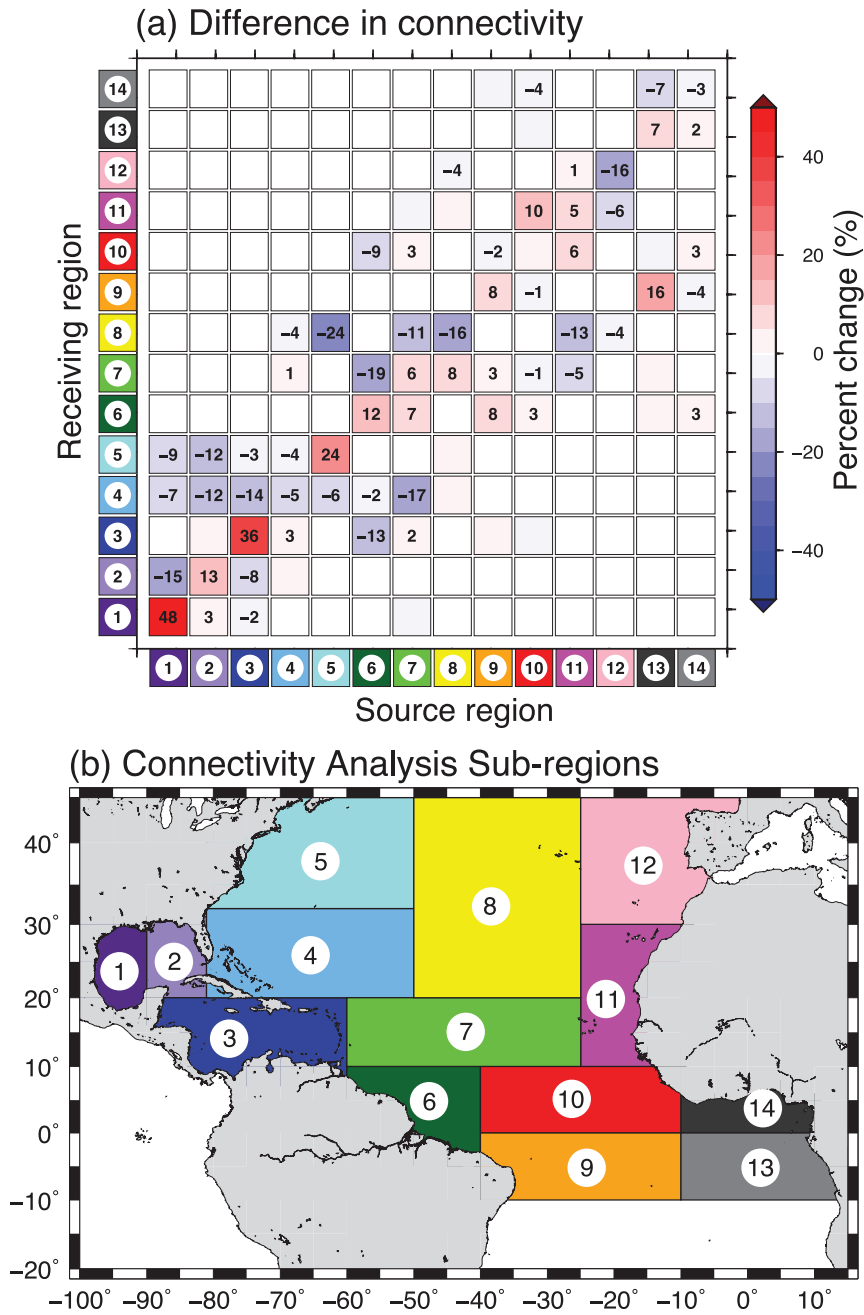 (a) Difference in connectivity
14 −4 −7 −3
13 7 2
12 −4 1 −16
11 10 5 −6
10 −9 3 −2 6 3
9 8 −1 16 −4
8 −4 −24 −11 −16 −13 −4
7 1 −19 6 8 3 −1 −5
6 12 7 8 3 3
5 −9 −12 −3 −4 24
4 −7 −12 −14 −5 −6 −2 −17
3 36 3 −13 2
2 −15 13 −8
1 48 3 −2
1 2 3 4 5 6 7 8 9 10 11 12 13 14
Source region
Receiving region
40
20
0
−20
−40
Percent change (%)
(b) Connectivity Analysis Sub-regions
40°
30°
20°
10°
0°
−10°
−20°
5
12
8
4
1
2
11
3
7
6
10
14
9
13
−100° −90° −80° −70° −60° −50° −40° −30° −20° −10° 0° 10°